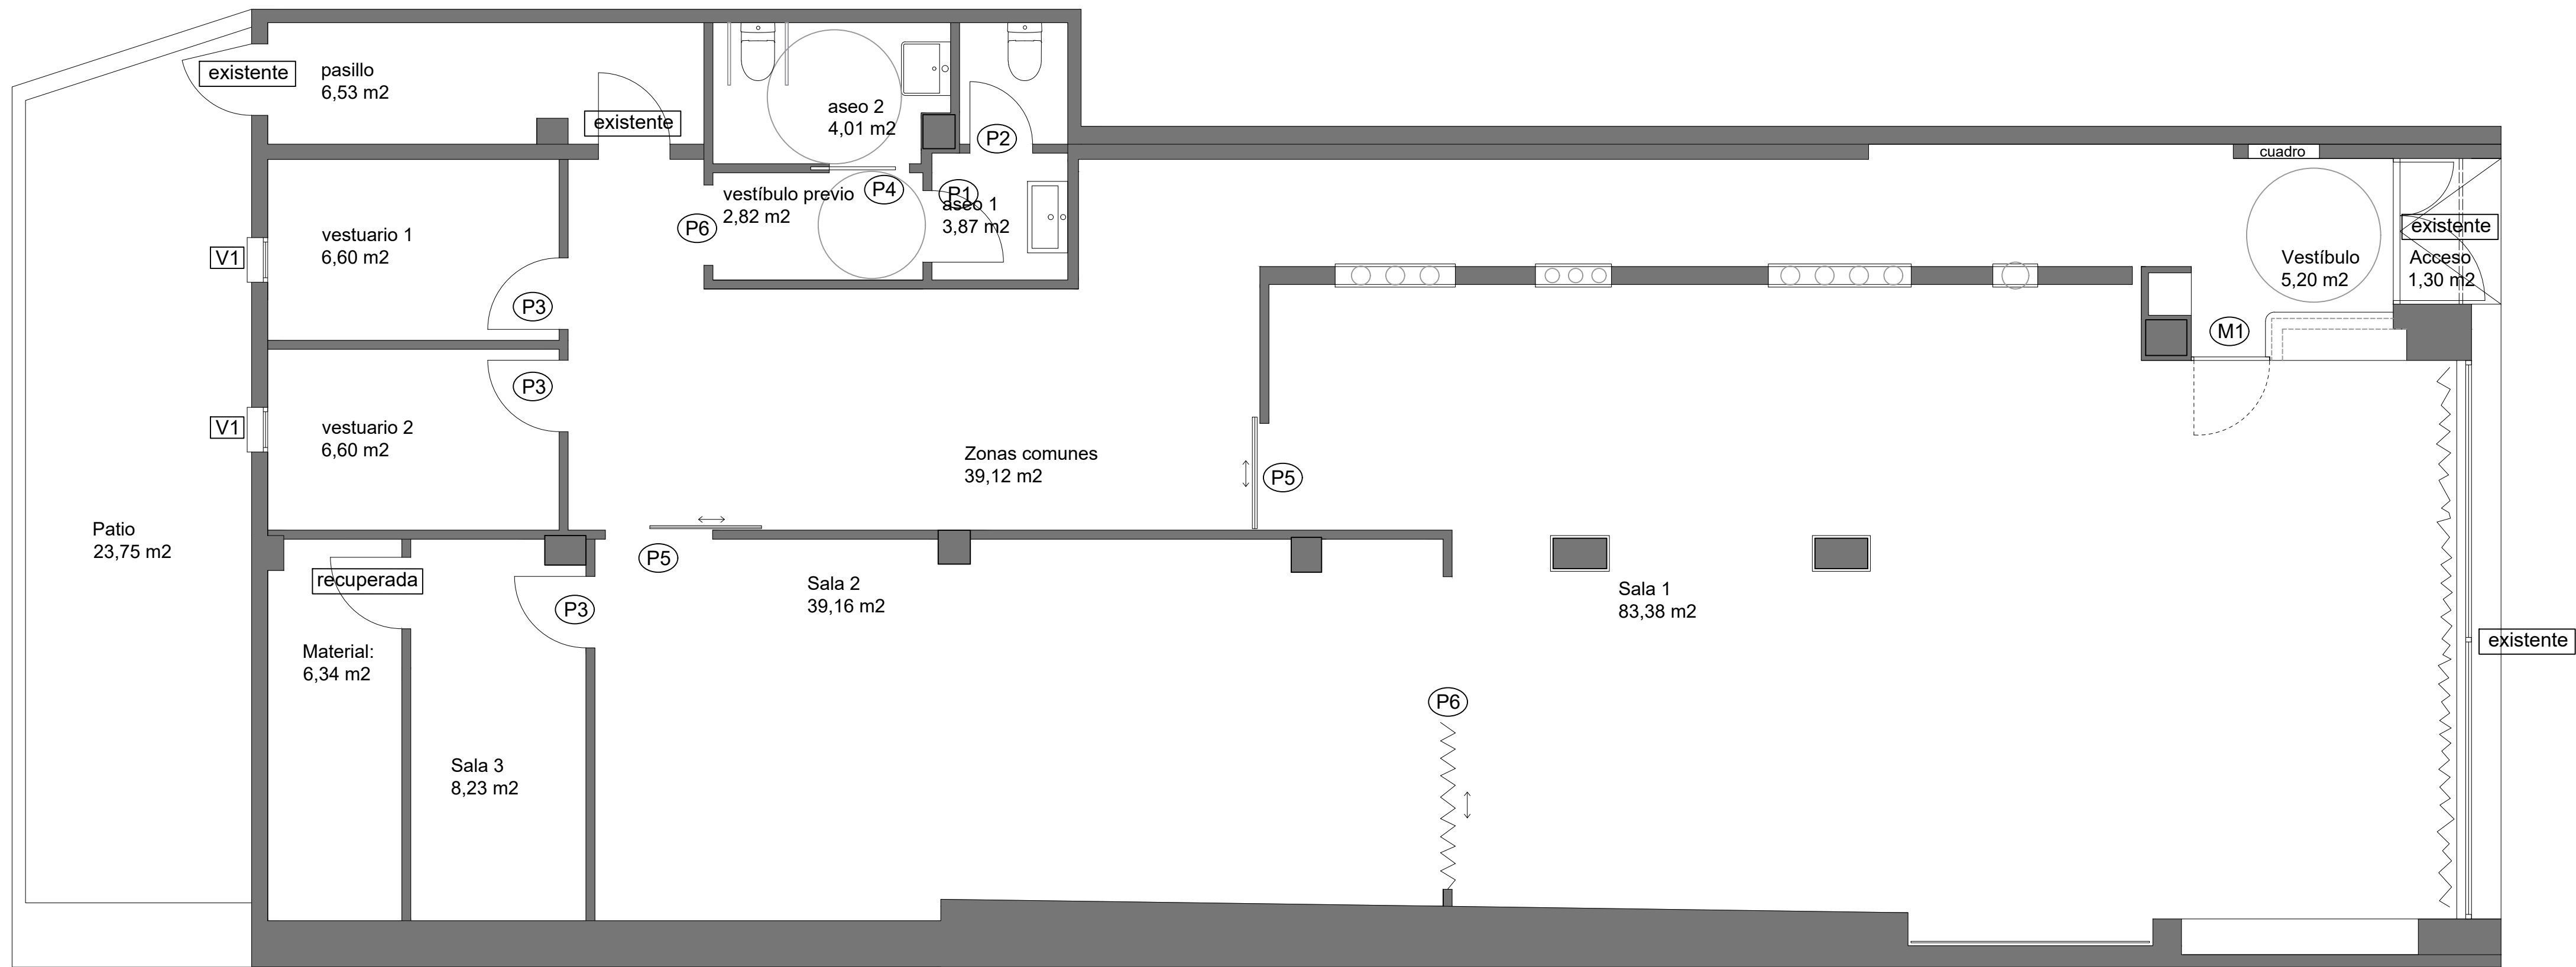 existente
pasillo
6,53 m2
existente
aseo 2
4,01 m2
P2
cuadro
vestíbulo previo
2,82 m2
P4
P1
aseo 1
3,87 m2
P6
vestuario 1
6,60 m2
V1
P3
existente
Vestíbulo
5,20 m2
Acceso
1,30 m2
M1
P3
vestuario 2
6,60 m2
V1
Zonas comunes
39,12 m2
P5
Patio
23,75 m2
P5
recuperada
P3
Sala 2
39,16 m2
Sala 1
83,38 m2
existente
Material:
6,34 m2
P6
Sala 3
8,23 m2